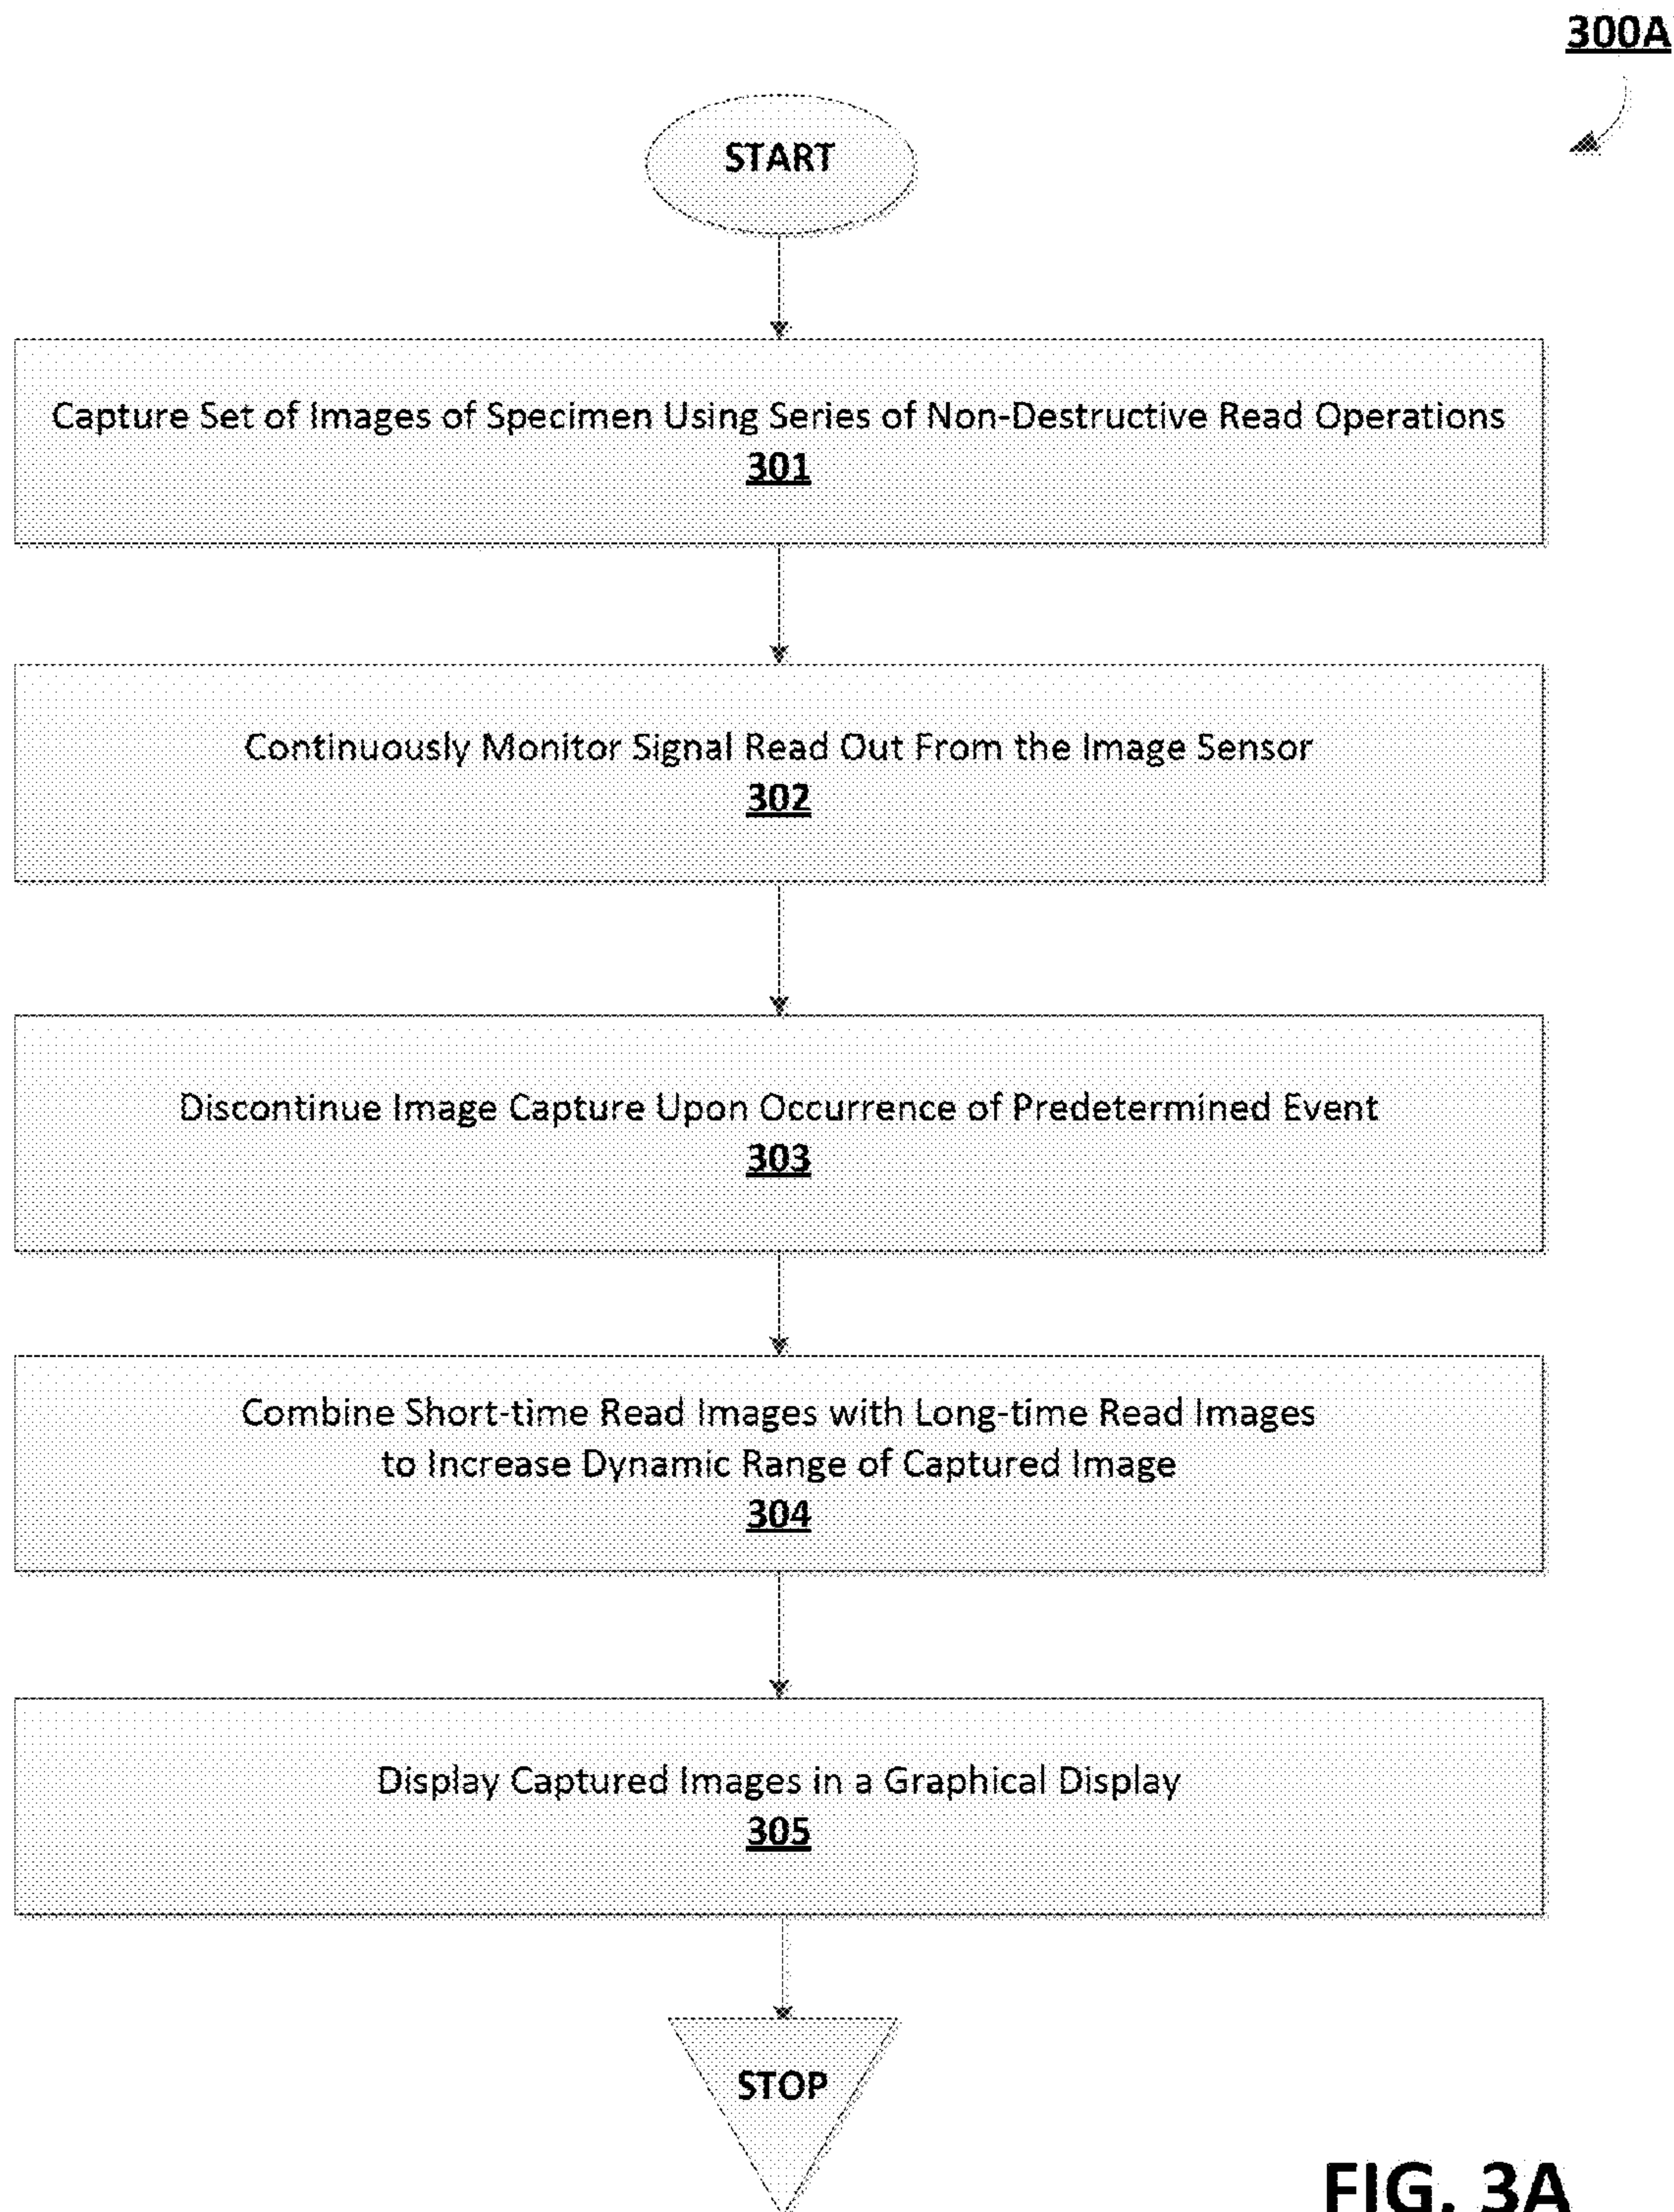 300A
START
Capture Set of Images of Specimen Using Series of Non-Destructive Read Operations
301
Continuously Monitor Signal Read Out From the Image Sensor
302
Discontinue Image Capture Upon Occurrence of Predetermined Event
303
Combine Short-time Read Images with Long-time Read Images
to Increase Dynamic Range of Captured Image
304
Display Captured Images in a Graphical Display
305
STOP
FIG. 3A